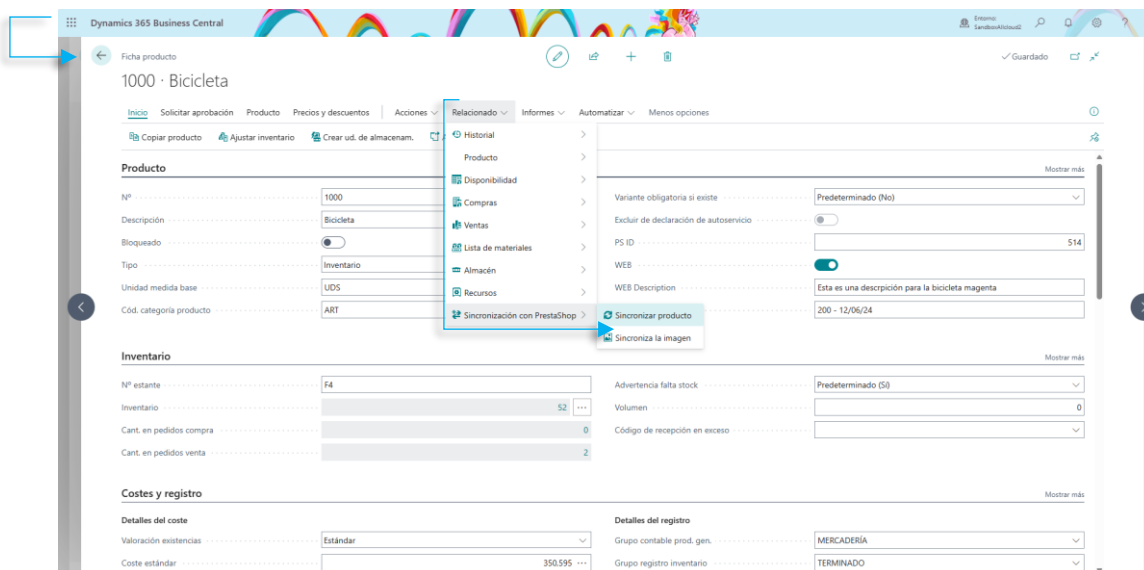 Dynamics 365 Business Central
Entorno:
SandboxAlldoud2
Ficha producto
Guardado
1000 · Bicicleta
Inicio Solicitar aprobación Producto Precios y descuentos Acciones Relacionado Informes Automatizar Menos opciones
Copiar producto Ajustar inventario Crear ud. de almacenam.
Historial
Producto
Disponibilidad
Compras
Ventas
Lista de materiales
Almacén
Recursos
Sincronización con PrestaShop
Sincronizar producto
Sincroniza la imagen
Producto Mostrar más
Nº 1000
Descripción Bicicleta
Bloqueado
Tipo Inventario
Unidad medida base UDS
Cód. categoría producto ART
Variante obligatoria si existe Predeterminado (No)
Excluir de declaración de autoservicio
PS ID 514
WEB
WEB Description Esta es una descrpición para la bicicleta magenta
200 - 12/06/24
Inventario Mostrar más
Nº estante F4
Inventario 52
Cant. en pedidos compra 0
Cant. en pedidos venta 2
Advertencia falta stock Predeterminado (Sí)
Volumen 0
Código de recepción en exceso
Costes y registro Mostrar más
Detalles del coste
Valoración existencias Estándar
Coste estándar 350.595
Detalles del registro
Grupo contable prod. gen. MERCADERÍA
Grupo registro inventario TERMINADO